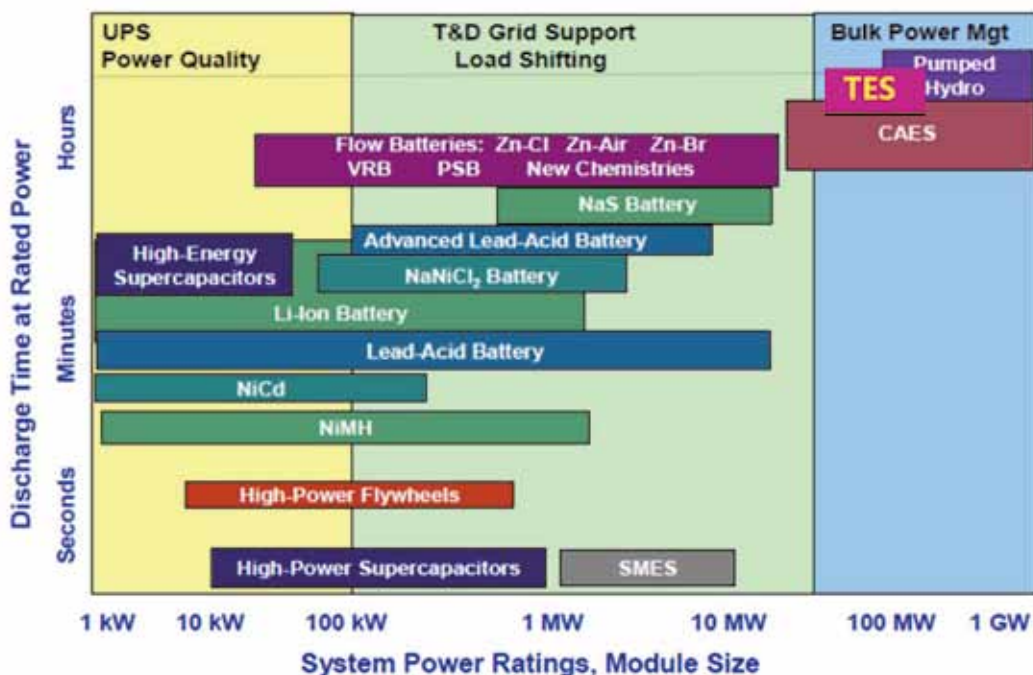 UPS
Power Quality
T&D Grid Support
Load Shifting
Bulk Power Mgt
Pumped
Hydro
TES
CAES
Flow Batteries: Zn-Cl Zn-Air Zn-Br
VRB PSB New Chemistries
NaS Battery
Advanced Lead-Acid Battery
High-Energy
Supercapacitors
NaNiCl₂ Battery
Li-Ion Battery
Lead-Acid Battery
NiCd
NiMH
High-Power Flywheels
High-Power Supercapacitors
SMES
Discharge Time at Rated Power
Hours
Minutes
Seconds
1 kW 10 kW 100 kW 1 MW 10 MW 100 MW 1 GW
System Power Ratings, Module Size